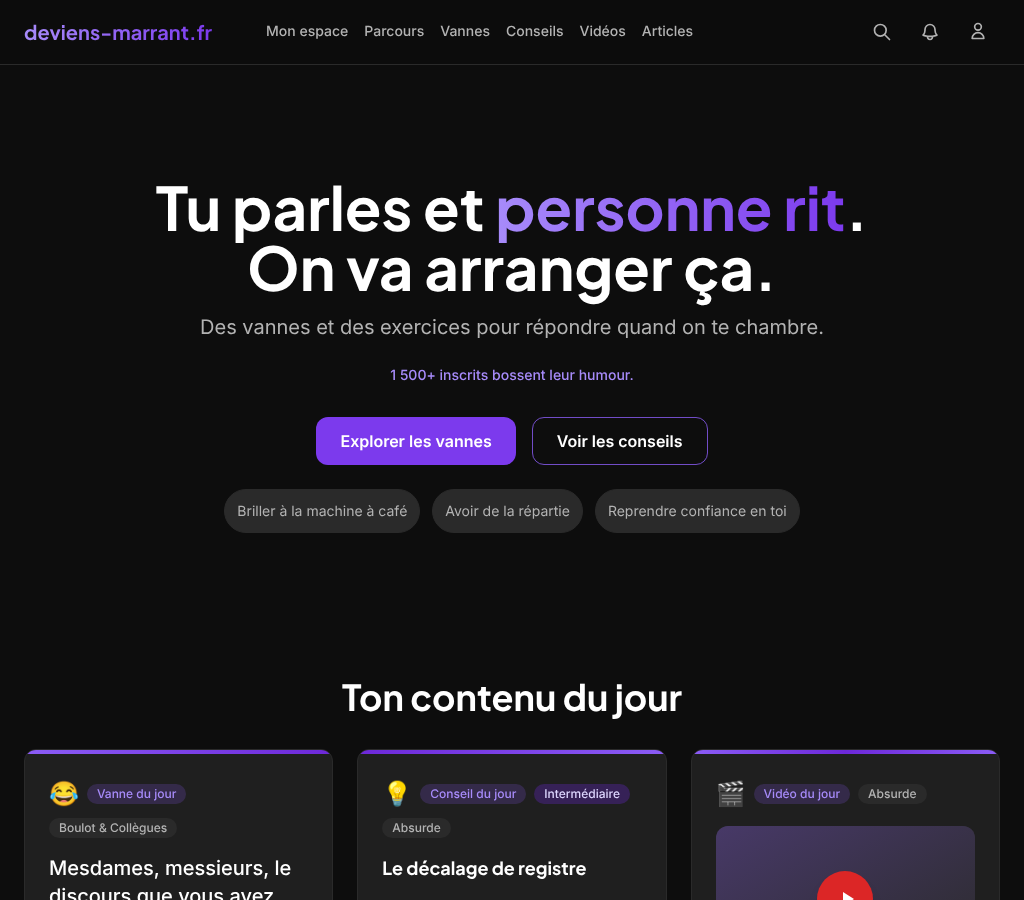 deviens-marrant.fr
Mon espace Parcours Vannes Conseils Vidéos Articles
Tu parles et personne rit.
On va arranger ça.
Des vannes et des exercices pour répondre quand on te chambre.
1 500+ inscrits bossent leur humour.
Explorer les vannes
Voir les conseils
Briller à la machine à café
Avoir de la répartie
Reprendre confiance en toi
Ton contenu du jour
Vanne du jour
Boulot & Collègues
Mesdames, messieurs, le
discours que vous avez
Conseil du jour
Intermédiaire
Absurde
Le décalage de registre
Vidéo du jour
Absurde